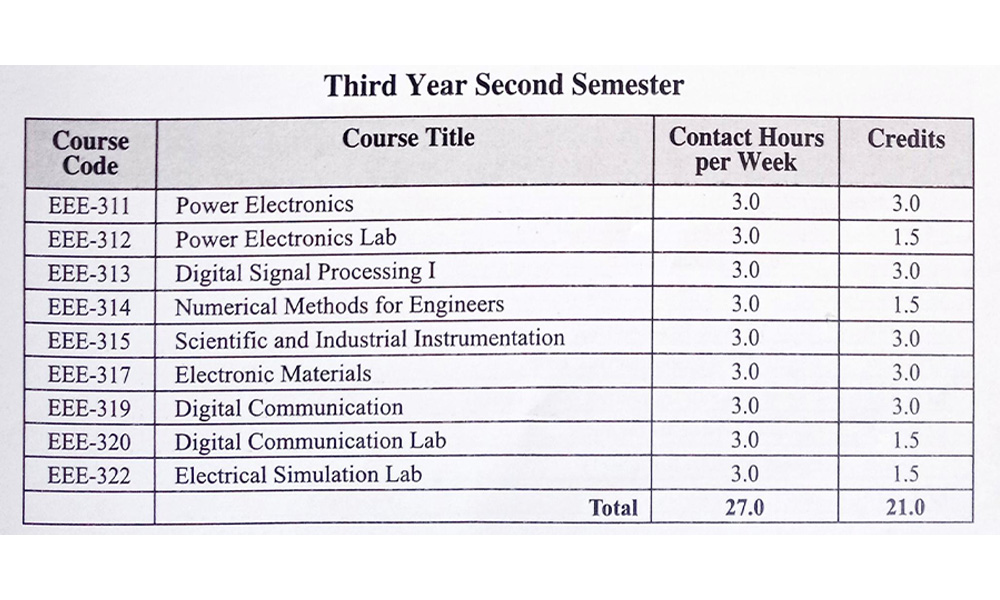 Third Year Second Semester
Course Code Course Title Contact Hours per Week Credits
EEE-311 Power Electronics 3.0 3.0
EEE-312 Power Electronics Lab 3.0 1.5
EEE-313 Digital Signal Processing I 3.0 3.0
EEE-314 Numerical Methods for Engineers 3.0 1.5
EEE-315 Scientific and Industrial Instrumentation 3.0 3.0
EEE-317 Electronic Materials 3.0 3.0
EEE-319 Digital Communication 3.0 3.0
EEE-320 Digital Communication Lab 3.0 1.5
EEE-322 Electrical Simulation Lab 3.0 1.5
Total 27.0 21.0